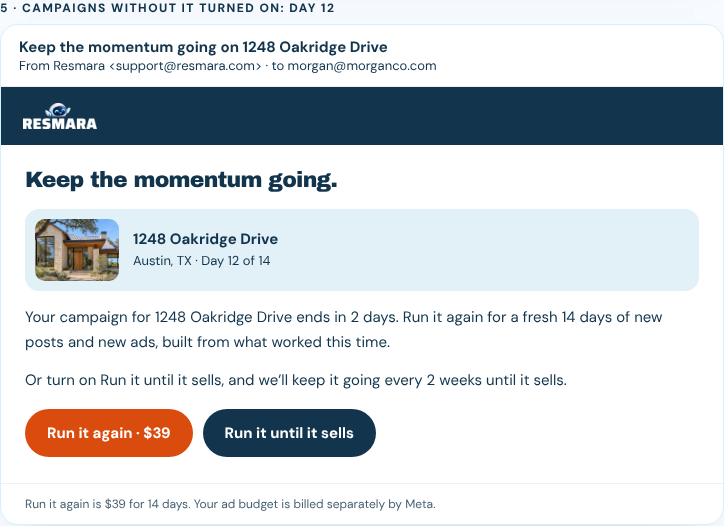 5 · CAMPAIGNS WITHOUT IT TURNED ON: DAY 12
Keep the momentum going on 1248 Oakridge Drive
From Resmara <support@resmara.com> · to morgan@morganco.com
RESMARA
Keep the momentum going.
1248 Oakridge Drive
Austin, TX · Day 12 of 14
Your campaign for 1248 Oakridge Drive ends in 2 days. Run it again for a fresh 14 days of new
posts and new ads, built from what worked this time.
Or turn on Run it until it sells, and we’ll keep it going every 2 weeks until it sells.
Run it again · $39
Run it until it sells
Run it again is $39 for 14 days. Your ad budget is billed separately by Meta.